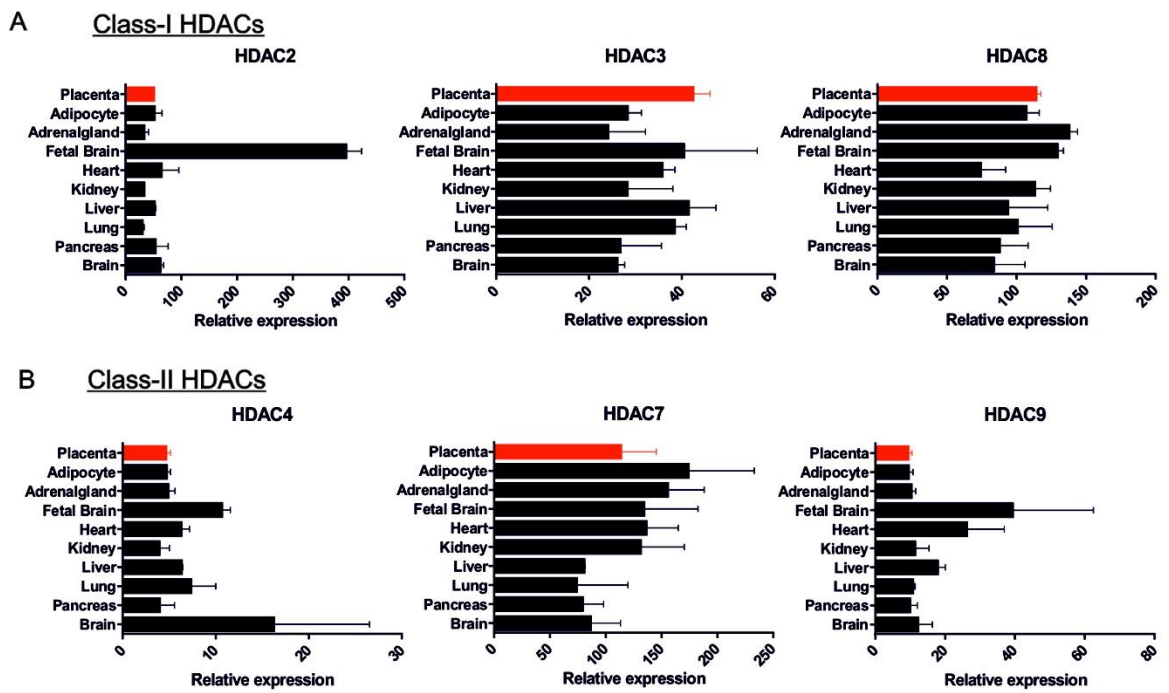 A Class-I HDACs
HDAC2 HDAC3 HDAC8
Placenta Placenta Placenta
Adipocyte Adipocyte Adipocyte
Adrenalgland Adrenalgland Adrenalgland
Fetal Brain Fetal Brain Fetal Brain
Heart Heart Heart
Kidney Kidney Kidney
Liver Liver Liver
Lung Lung Lung
Pancreas Pancreas Pancreas
Brain Brain Brain
0 100 200 300 400 500 0 20 40 60 0 50 100 150 200
Relative expression Relative expression Relative expression
B Class-II HDACs
HDAC4 HDAC7 HDAC9
Placenta Placenta Placenta
Adipocyte Adipocyte Adipocyte
Adrenalgland Adrenalgland Adrenalgland
Fetal Brain Fetal Brain Fetal Brain
Heart Heart Heart
Kidney Kidney Kidney
Liver Liver Liver
Lung Lung Lung
Pancreas Pancreas Pancreas
Brain Brain Brain
0 10 20 30 0 50 100 150 200 250 0 20 40 60 80
Relative expression Relative expression Relative expression